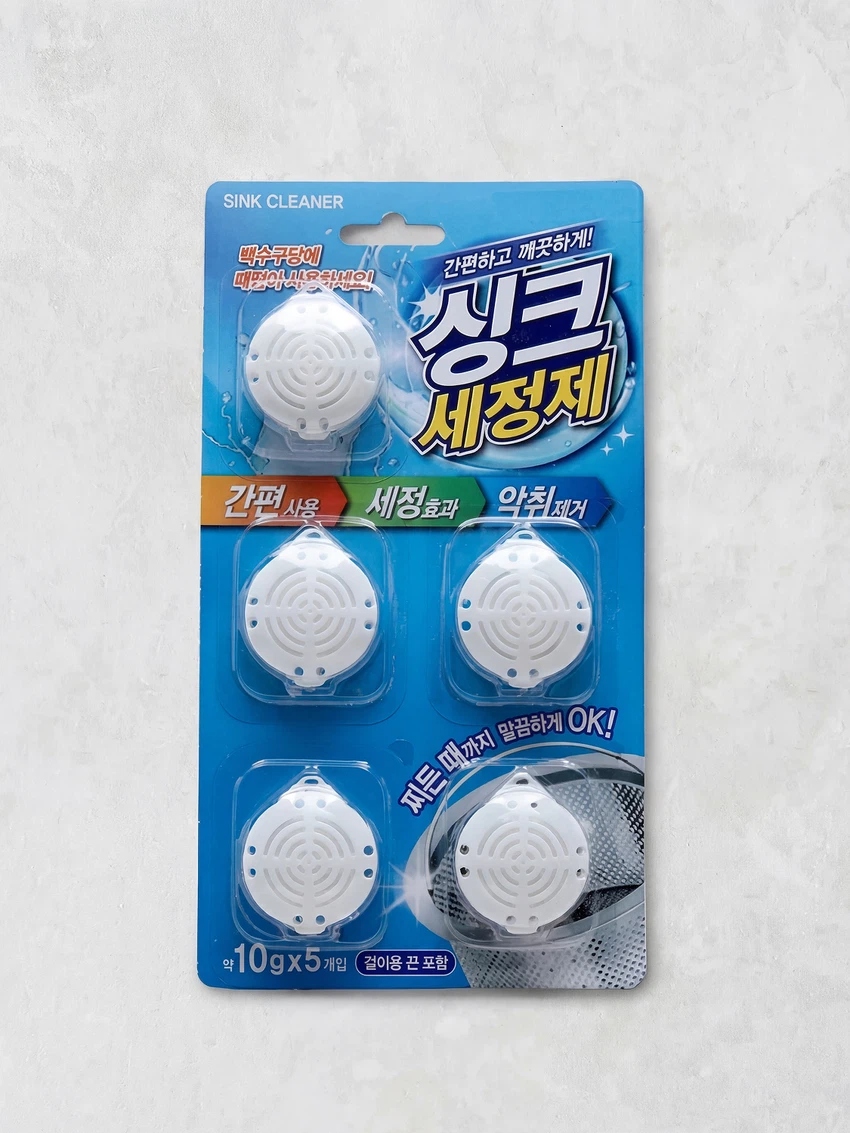 SINK CLEANER
백수구당에
때떨아 사용하세요!
간편하고 깨끗하게!
싱크
세정제
간편 사용
세정효과
악취제거
찌든 때까지 말끔하게 OK!
약 10g x 5개입
걸이용 끈 포함